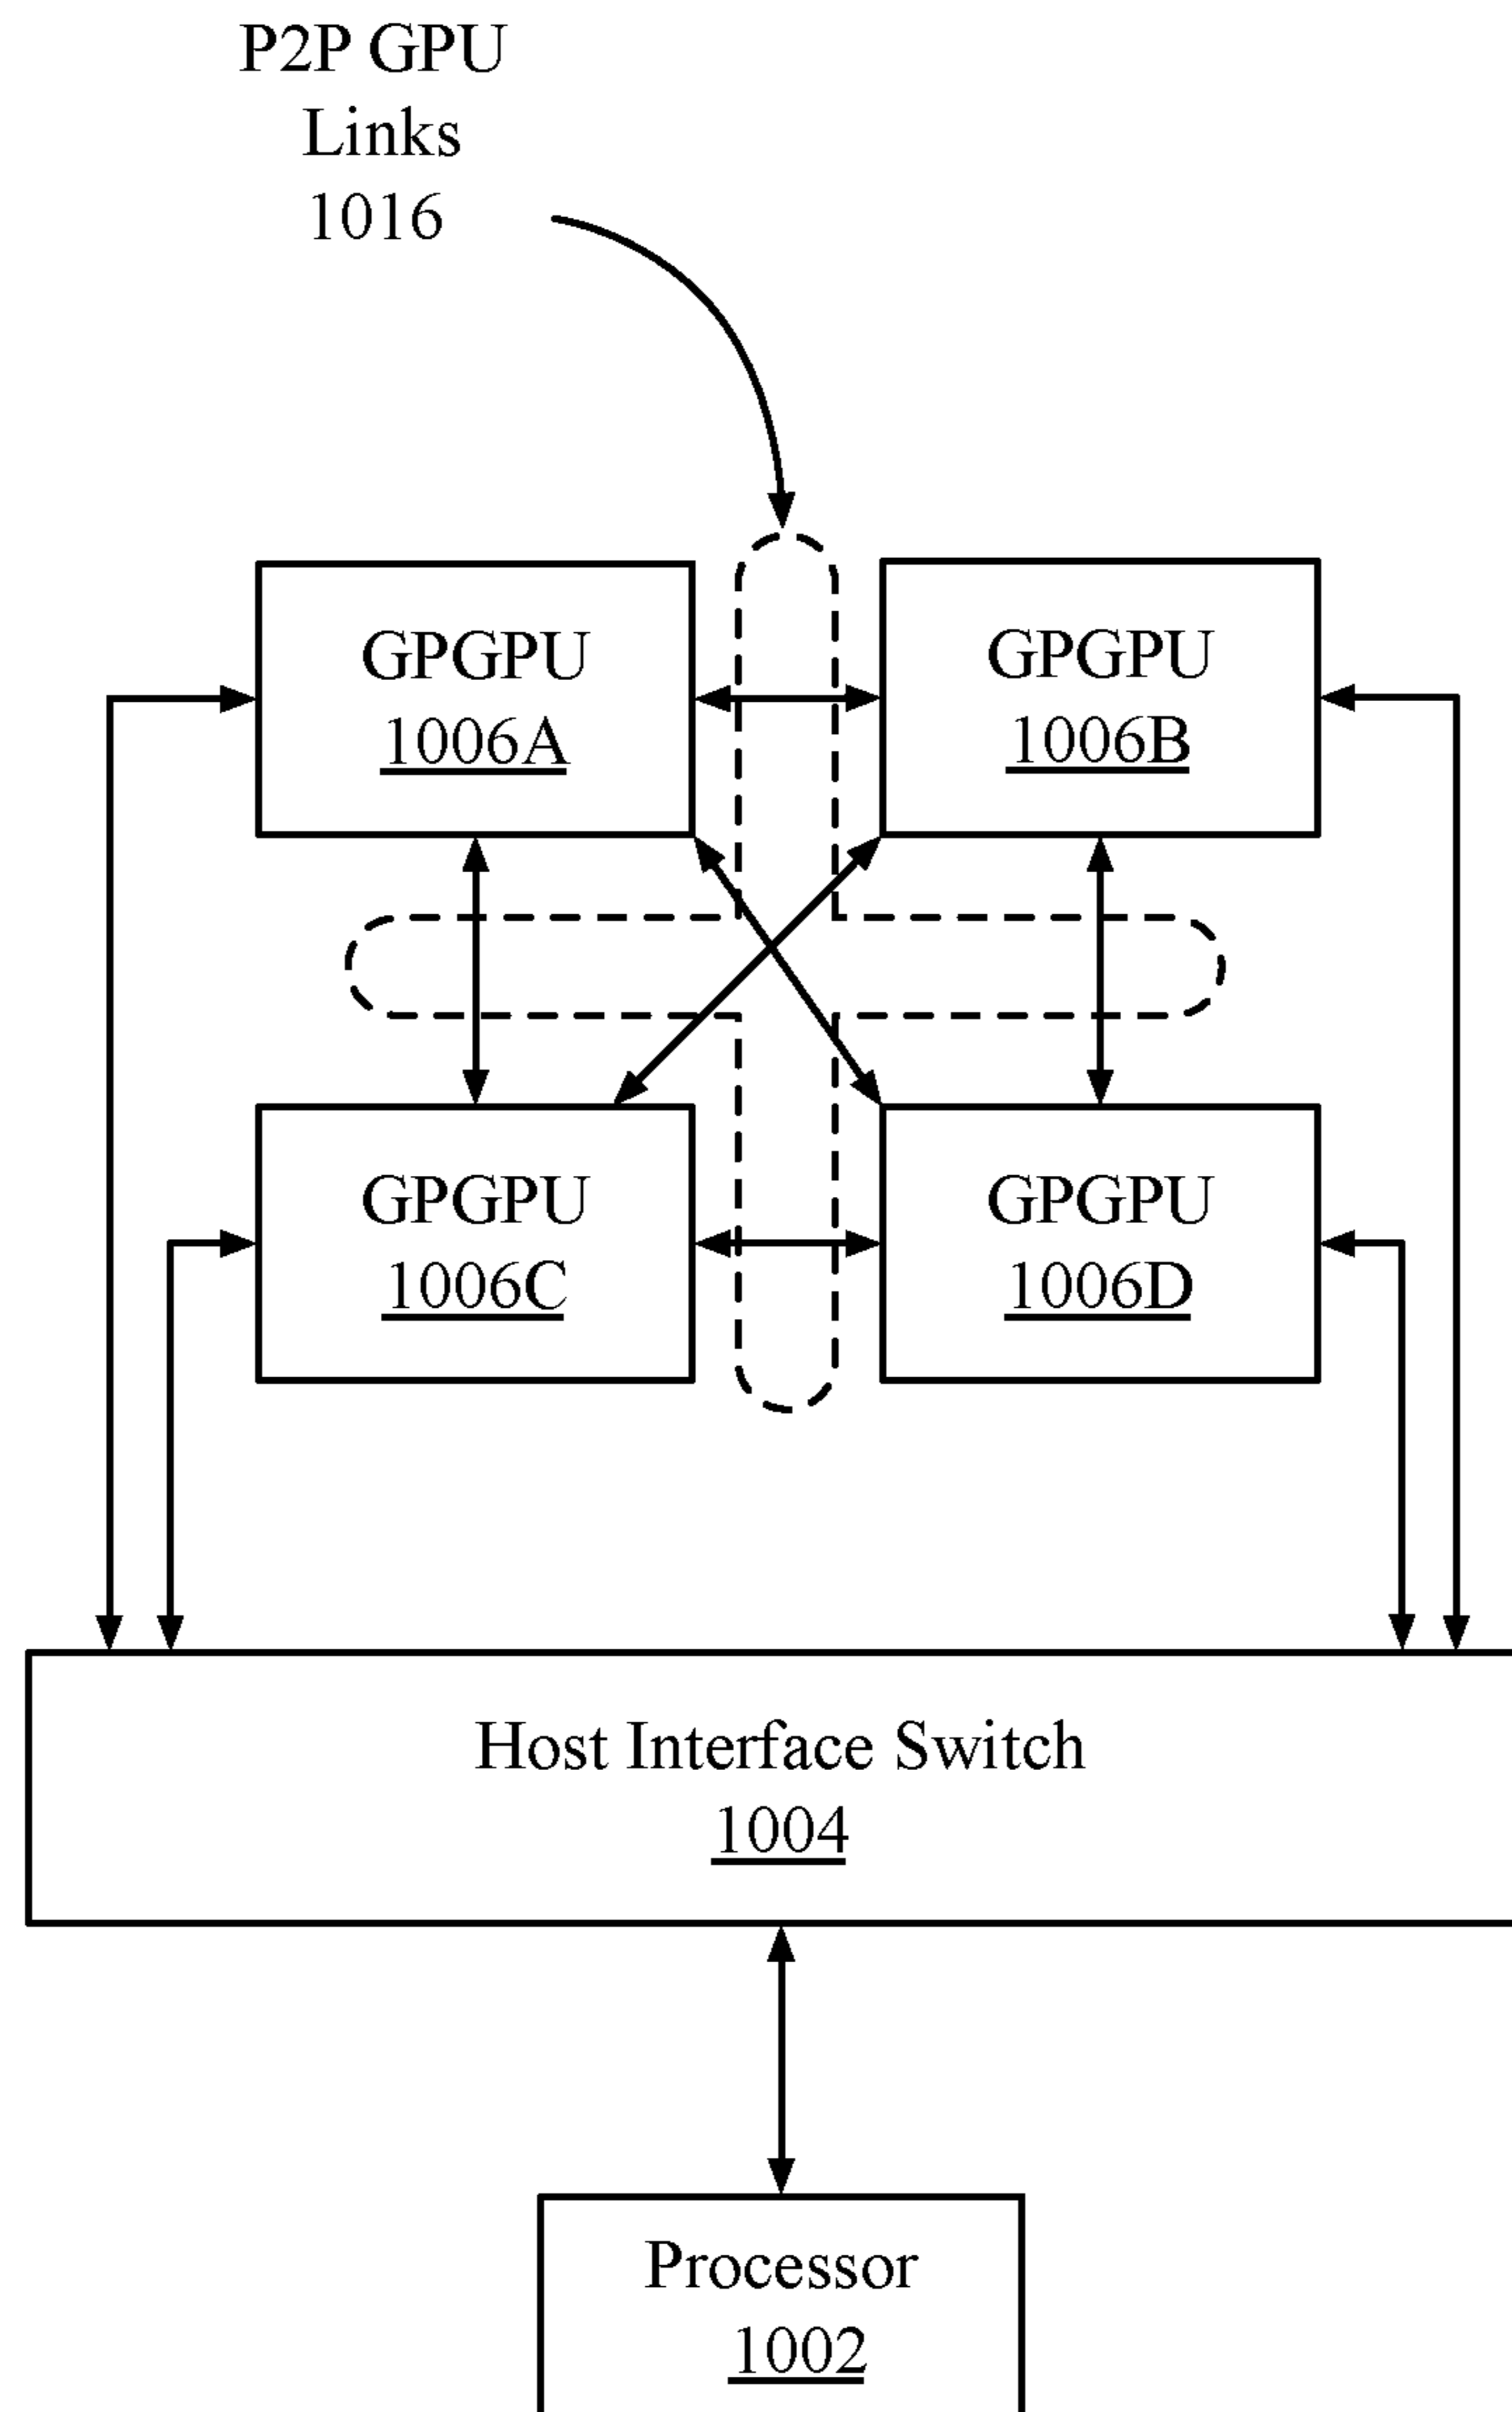 P2P GPU
Links
1016
GPGPU
1006A
GPGPU
1006B
GPGPU
1006C
GPGPU
1006D
Host Interface Switch
1004
Processor
1002